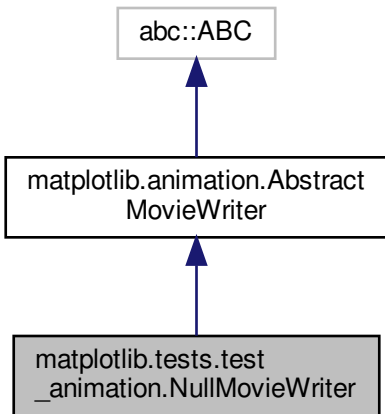 abc::ABC
matplotlib.animation.Abstract
MovieWriter
matplotlib.tests.test
_animation.NullMovieWriter